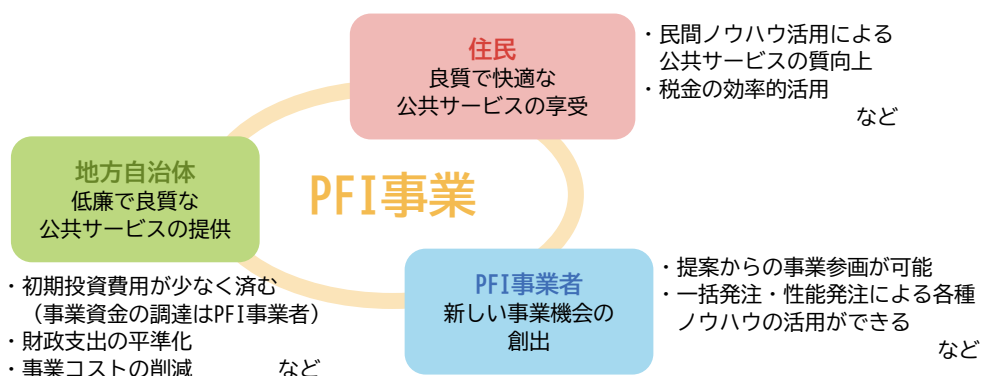 住民
良質で快適な
公共サービスの享受
・民間ノウハウ活用による
公共サービスの質向上
・税金の効率的活用
など
地方自治体
低廉で良質な
公共サービスの提供
PFI事業
・初期投資費用が少なく済む
（事業資金の調達はPFI事業者）
・財政支出の平準化
・事業コストの削減 など
PFI事業者
新しい事業機会の
創出
・提案からの事業参画が可能
・一括発注・性能発注による各種
ノウハウの活用ができる
など